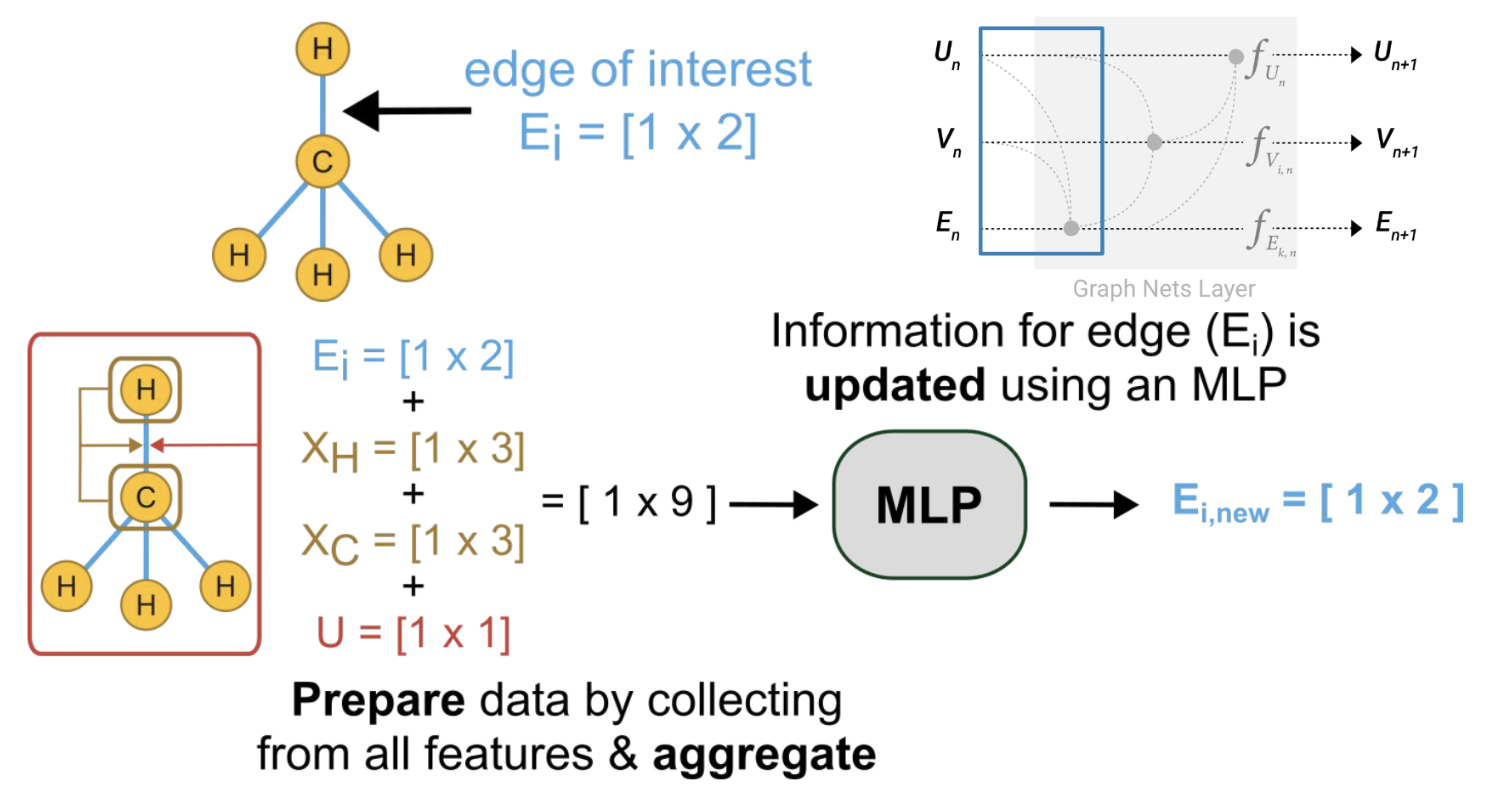 H
edge of interest
E_i = [1 x 2]
C
H
H
H
U_n
f_{U_n}
U_{n+1}
V_n
f_{V_{i, n}}
V_{n+1}
E_n
f_{E_{k, n}}
E_{n+1}
Graph Nets Layer
Information for edge (E_i) is
updated using an MLP
H
C
H
H
H
E_i = [1 x 2]
+
X_H = [1 x 3]
+
X_C = [1 x 3]
+
U = [1 x 1]
= [ 1 x 9 ]
MLP
E_{i,new} = [ 1 x 2 ]
Prepare data by collecting
from all features & aggregate